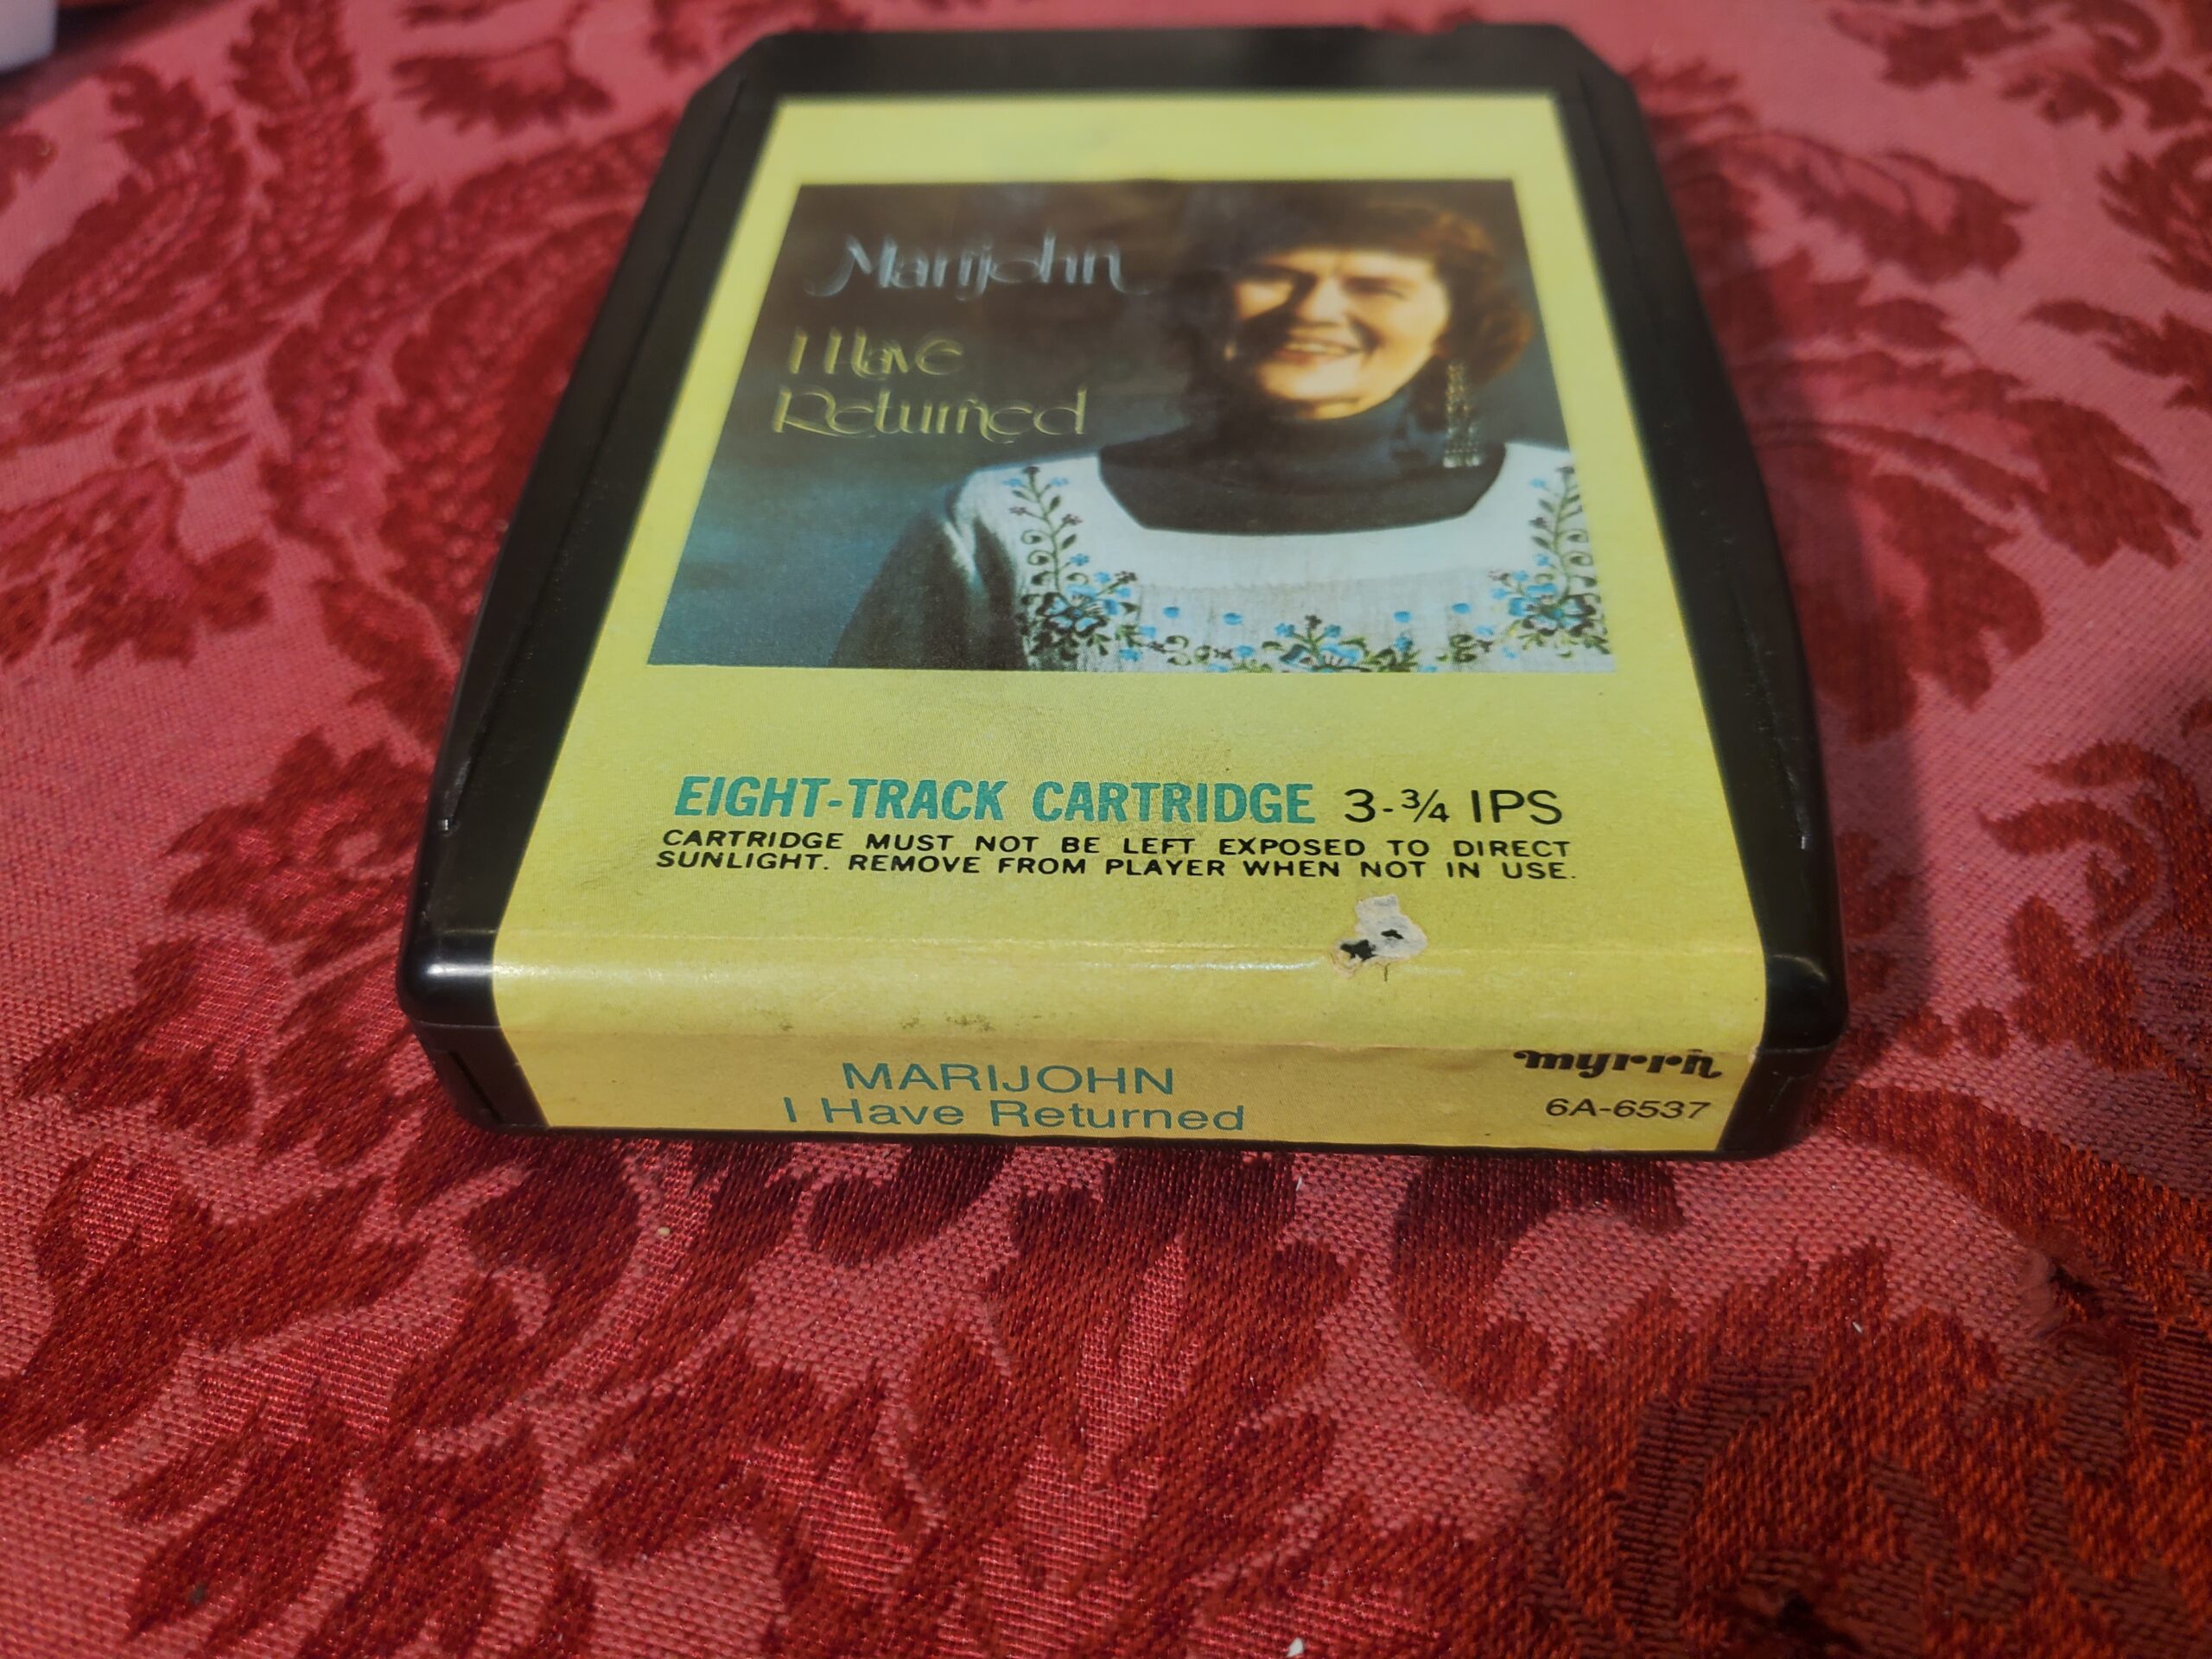 Marijohn
I Have
Returned
EIGHT-TRACK CARTRIDGE 3-¾ IPS
CARTRIDGE MUST NOT BE LEFT EXPOSED TO DIRECT
SUNLIGHT. REMOVE FROM PLAYER WHEN NOT IN USE.
MARIJOHN
I Have Returned
myrrh
6A-6537